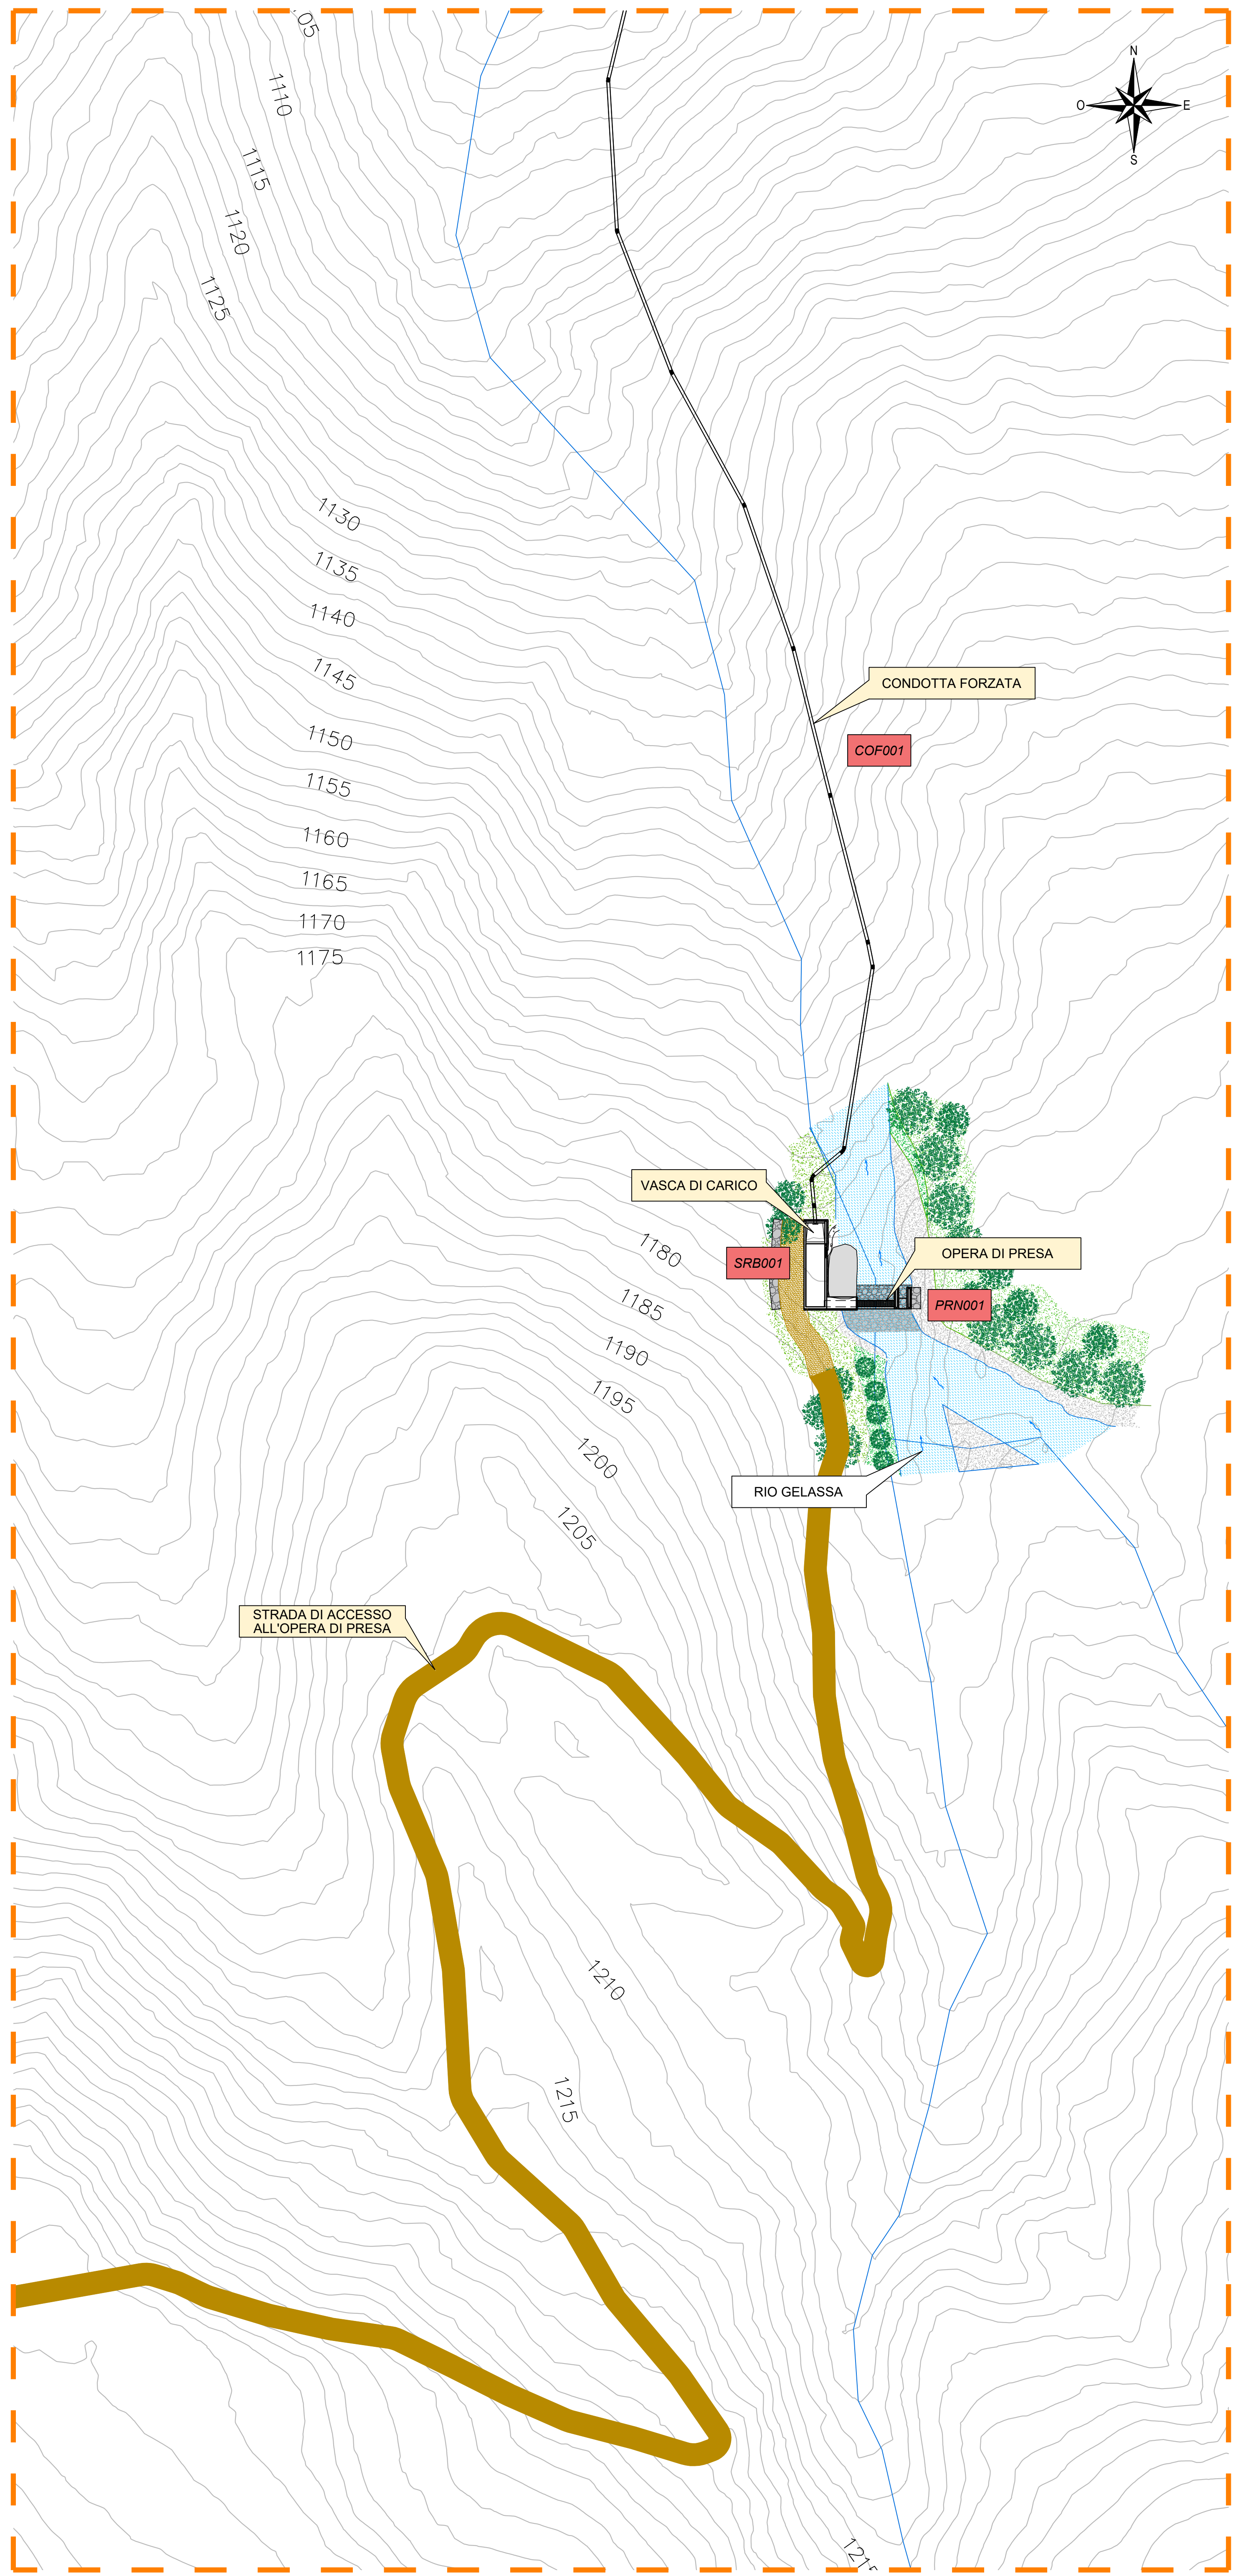 N
O
E
S
1110
1115
1120
1125
1130
1135
1140
1145
1150
1155
1160
1165
1170
1175
CONDOTTA FORZATA
COF001
VASCA DI CARICO
SRB001
OPERA DI PRESA
PRN001
1180
1185
1190
1195
1200
1205
RIO GELASSA
STRADA DI ACCESSO
ALL'OPERA DI PRESA
1210
1215